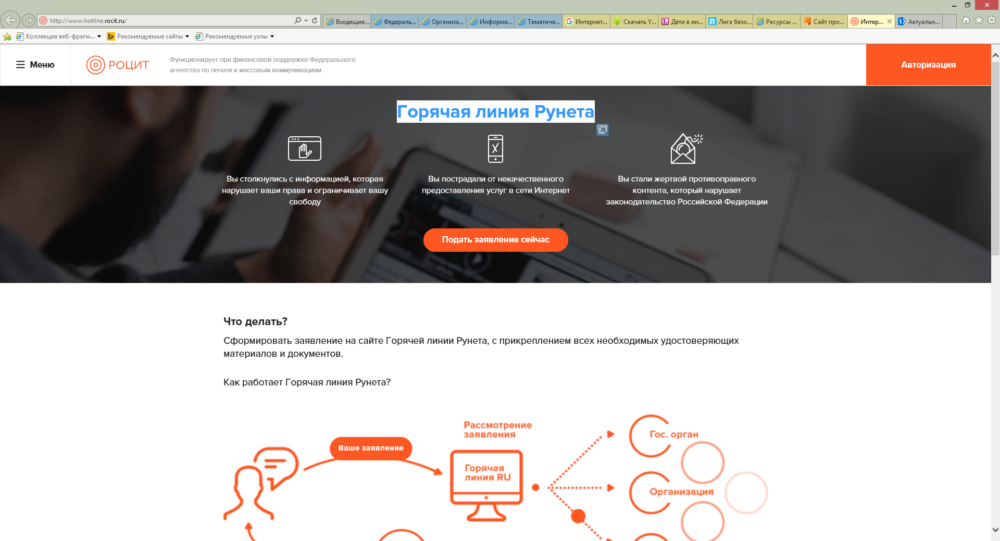 http://www.hotline.rocit.ru/
Входящие...
Федераль...
Организа...
Информа...
Тематиче...
Интернет...
Скачать Y...
Дети в ин...
Лига безо...
Ресурсы ...
Сайт про...
Интер...
Актуальн...
Коллекция веб-фрагм...
Рекомендуемые сайты
Рекомендуемые узлы
Меню
РОЦИТ
Функционирует при финансовой поддержке Федерального
агентства по печати и массовым коммуникациям
Авторизация
Горячая линия Рунета
Вы столкнулись с информацией, которая
нарушает ваши права и ограничивает вашу
свободу
Вы пострадали от некачественного
предоставления услуг в сети Интернет
Вы стали жертвой противоправного
контента, который нарушает
законодательство Российской Федерации
Подать заявление сейчас
Что делать?
Сформировать заявление на сайте Горячей линии Рунета, с прикреплением всех необходимых удостоверяющих
материалов и документов.
Как работает Горячая линия Рунета?
Ваше заявление
Рассмотрение
заявления
Горячая
линия RU
Гос. орган
Организация